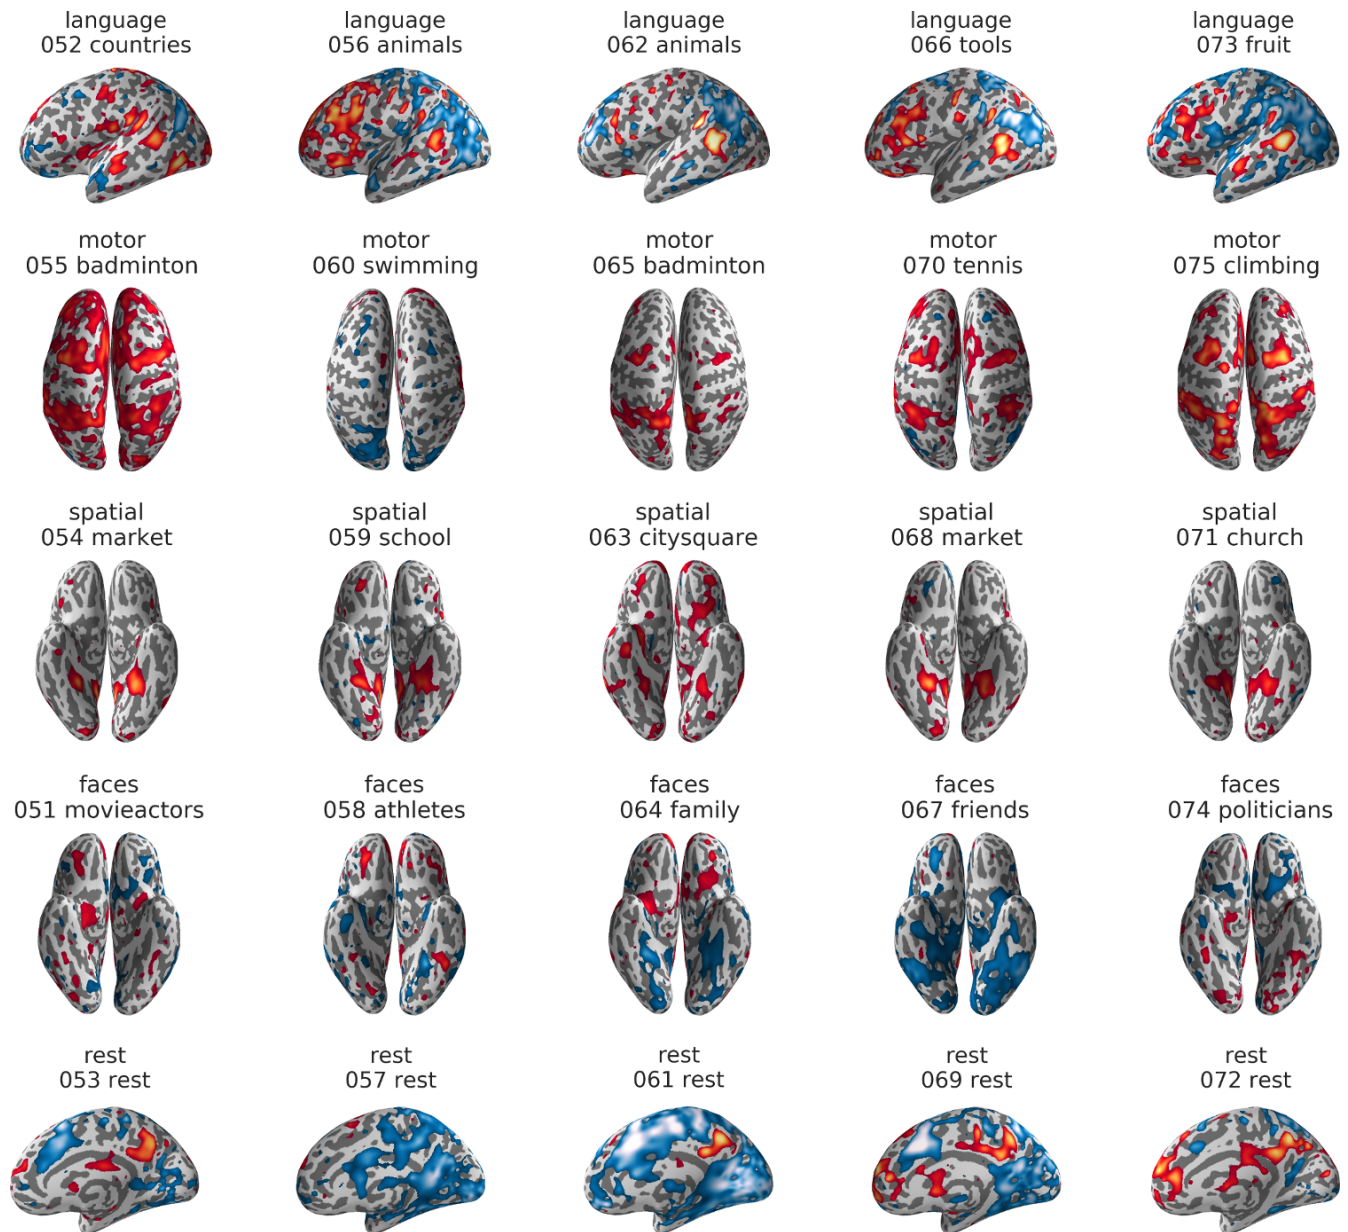 language
052 countries
language
056 animals
language
062 animals
language
066 tools
language
073 fruit
motor
055 badminton
motor
060 swimming
motor
065 badminton
motor
070 tennis
motor
075 climbing
spatial
054 market
spatial
059 school
spatial
063 citysquare
spatial
068 market
spatial
071 church
faces
051 movieactors
faces
058 athletes
faces
064 family
faces
067 friends
faces
074 politicians
rest
053 rest
rest
057 rest
rest
061 rest
rest
069 rest
rest
072 rest